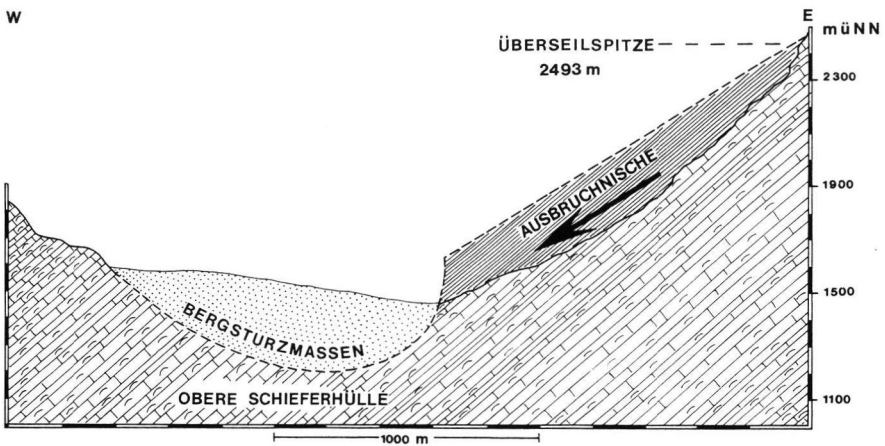 W
E
müNN
ÜBERSEILSPITZE
2493 m
2300
AUSBRUCHNISCHE
1900
1500
BERGSTURZMASSEN
OBERE SCHIEFERHÜLLE
1100
1000 m